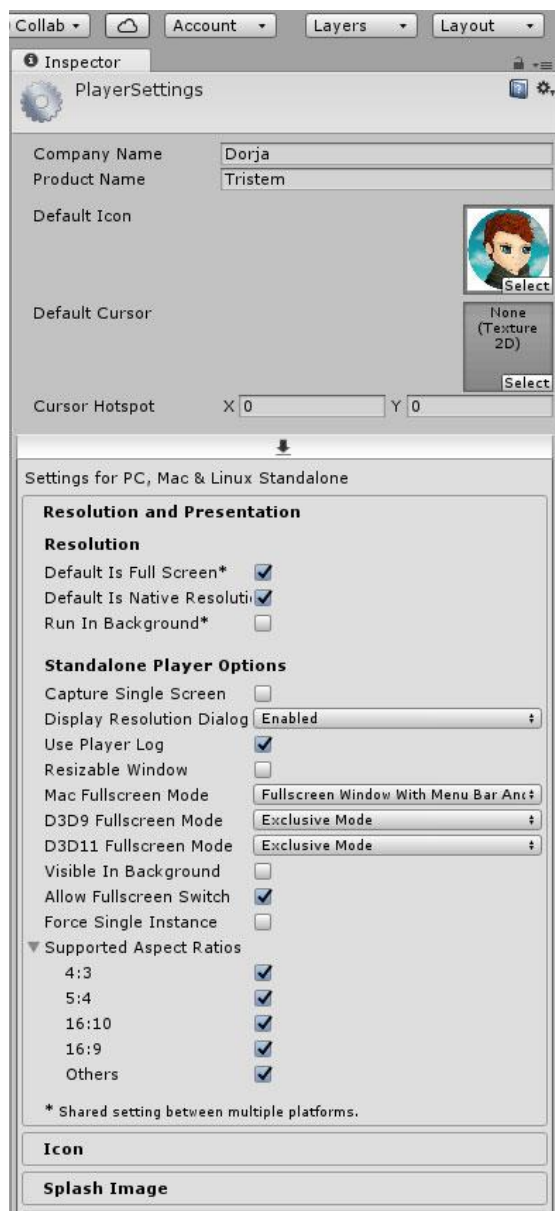 Collab Account Layers Layout
Inspector
PlayerSettings
Company Name Dorja
Product Name Tristem
Default Icon
Select
Default Cursor None
(Texture
2D)
Select
Cursor Hotspot X 0 Y 0
Settings for PC, Mac & Linux Standalone
Resolution and Presentation
Resolution
Default Is Full Screen*
Default Is Native Resoluti
Run In Background*
Standalone Player Options
Capture Single Screen
Display Resolution Dialog Enabled
Use Player Log
Resizable Window
Mac Fullscreen Mode Fullscreen Window With Menu Bar And
D3D9 Fullscreen Mode Exclusive Mode
D3D11 Fullscreen Mode Exclusive Mode
Visible In Background
Allow Fullscreen Switch
Force Single Instance
Supported Aspect Ratios
4:3
5:4
16:10
16:9
Others
* Shared setting between multiple platforms.
Icon
Splash Image